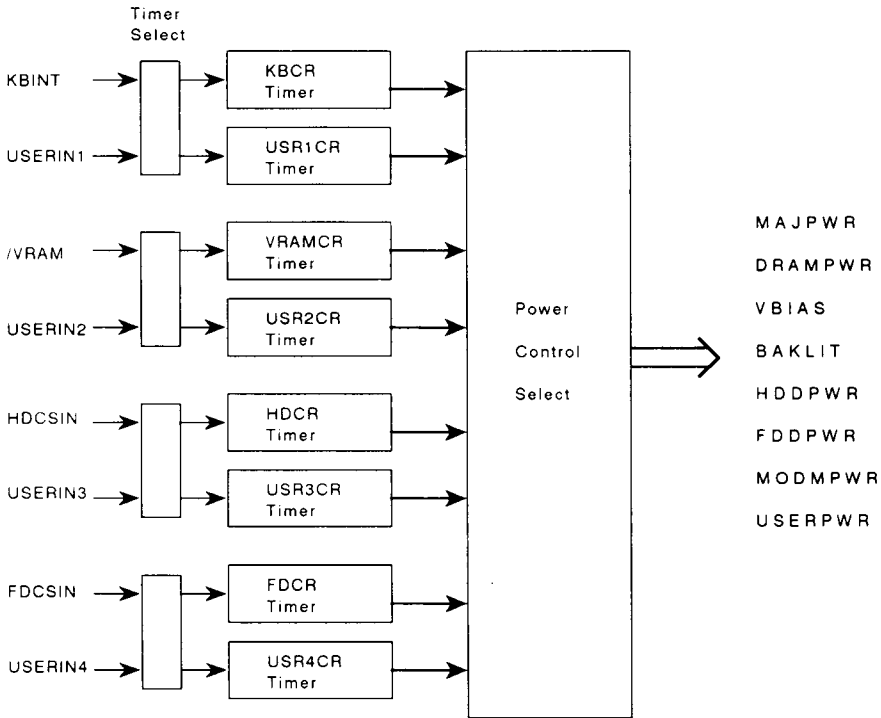 Timer
Select
KBINT
KBCR
Timer
USERIN1
USR1CR
Timer
/VRAM
VRAMCR
Timer
USERIN2
USR2CR
Timer
HDCSIN
HDCR
Timer
USERIN3
USR3CR
Timer
FDCSIN
FDCR
Timer
USERIN4
USR4CR
Timer
Power
Control
Select
MAJPWR
DRAMPWR
VBIAS
BAKLIT
HDDPWR
FDDPWR
MODMPWR
USERPWR